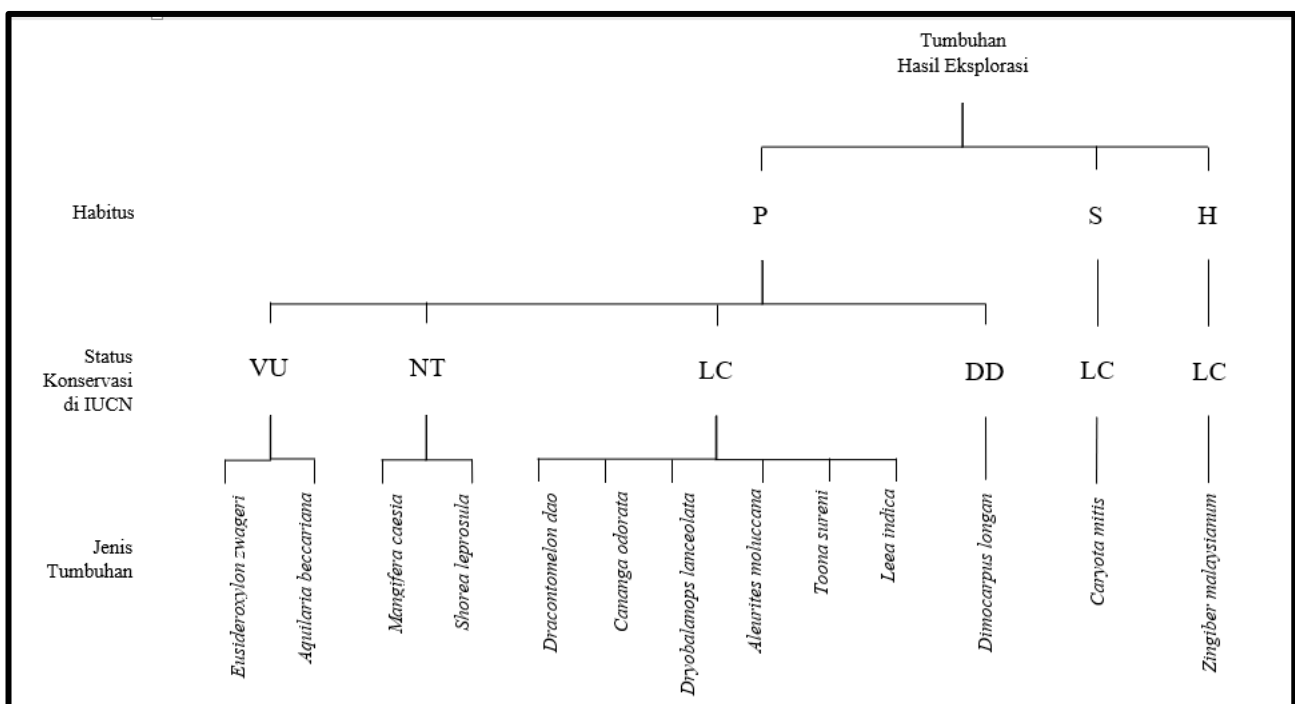 Tumbuhan
Hasil Eksplorasi
Habitus
P
S
H
Status
Konservasi
di IUCN
VU
NT
LC
DD
LC
LC
Jenis
Tumbuhan
Eusideroxylon zwageri
Aquilaria beccariana
Mangifera caesia
Shorea leprosula
Dracontomelon dao
Cananga odorata
Dryobalanops lanceolata
Aleurites moluccana
Toona sureni
Leea indica
Dimocarpus longan
Caryota mitis
Zingiber malaysianum